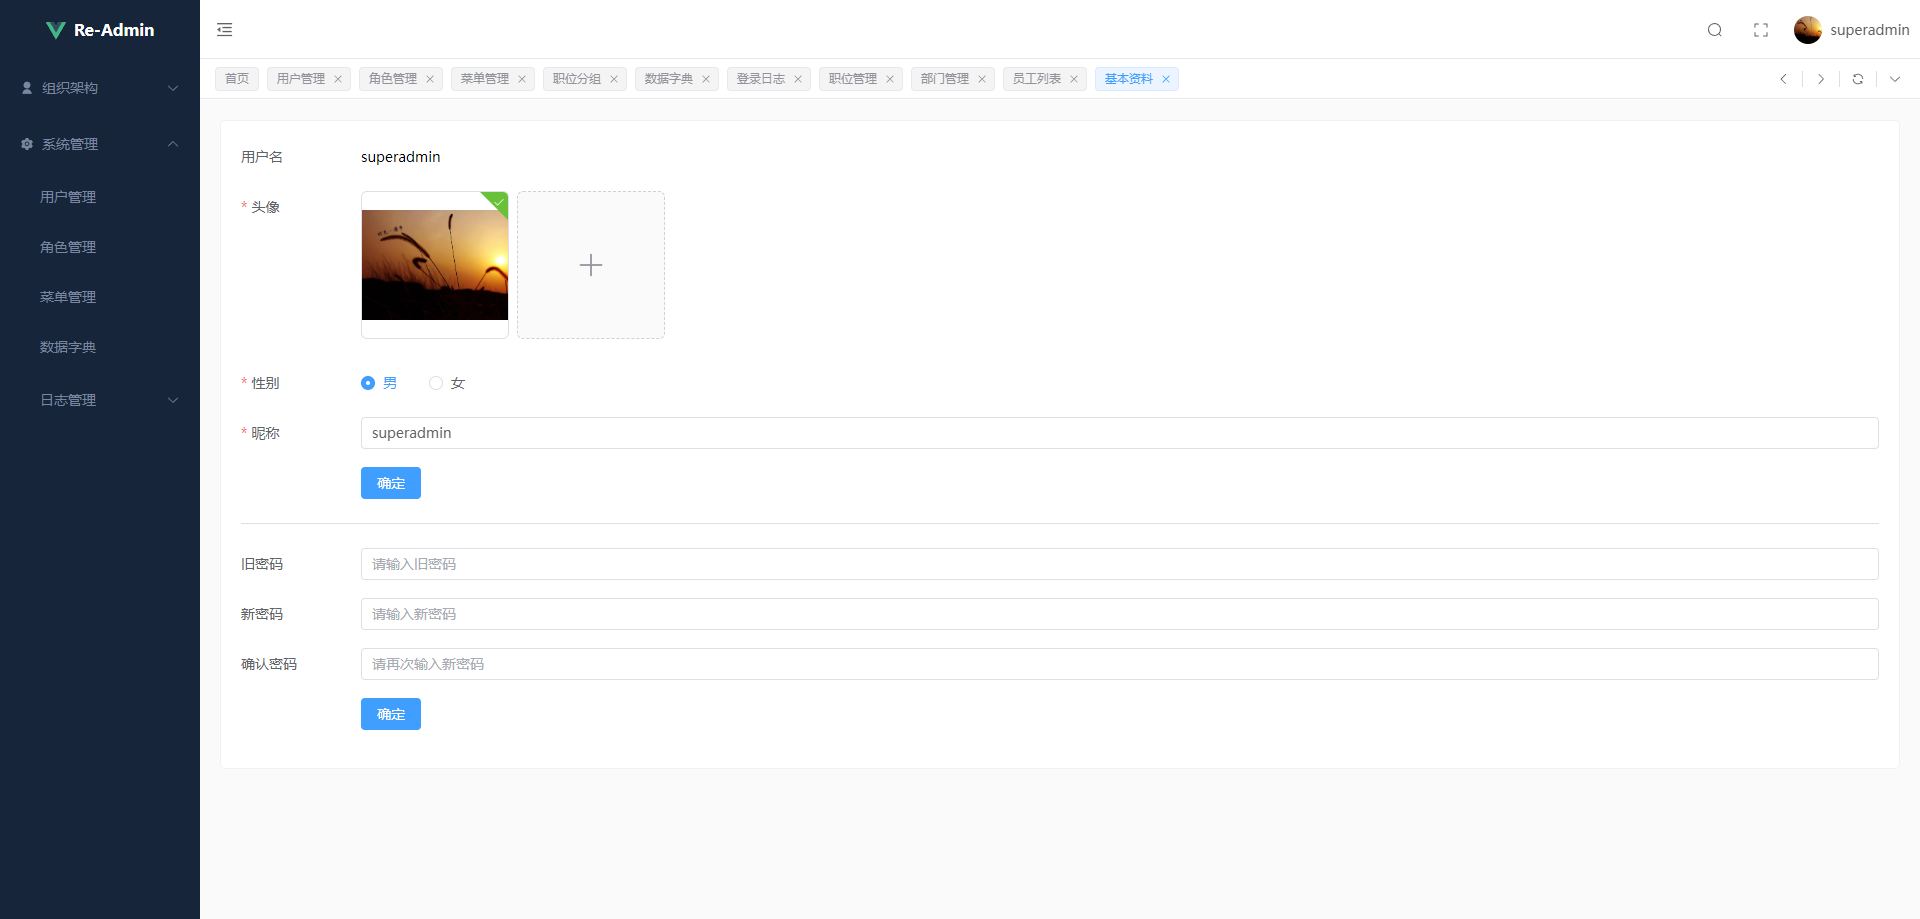 Re-Admin
组织架构
系统管理
用户管理
角色管理
菜单管理
数据字典
日志管理
superadmin
首页 用户管理 角色管理 菜单管理 职位分组 数据字典 登录日志 职位管理 部门管理 员工列表 基本资料
用户名 superadmin
* 头像
* 性别 男 女
* 昵称 superadmin
确定
旧密码 请输入旧密码
新密码 请输入新密码
确认密码 请再次输入新密码
确定